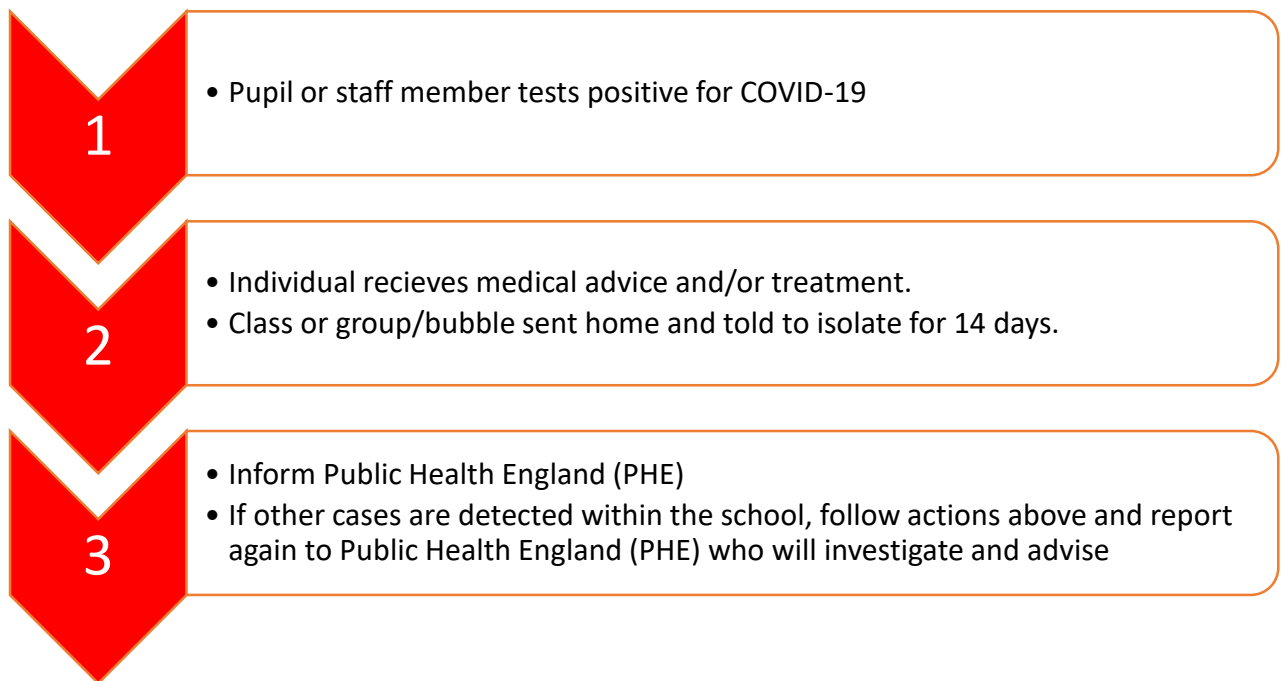 1
• Pupil or staff member tests positive for COVID-19
2
• Individual recieves medical advice and/or treatment.
• Class or group/bubble sent home and told to isolate for 14 days.
3
• Inform Public Health England (PHE)
• If other cases are detected within the school, follow actions above and report
again to Public Health England (PHE) who will investigate and advise